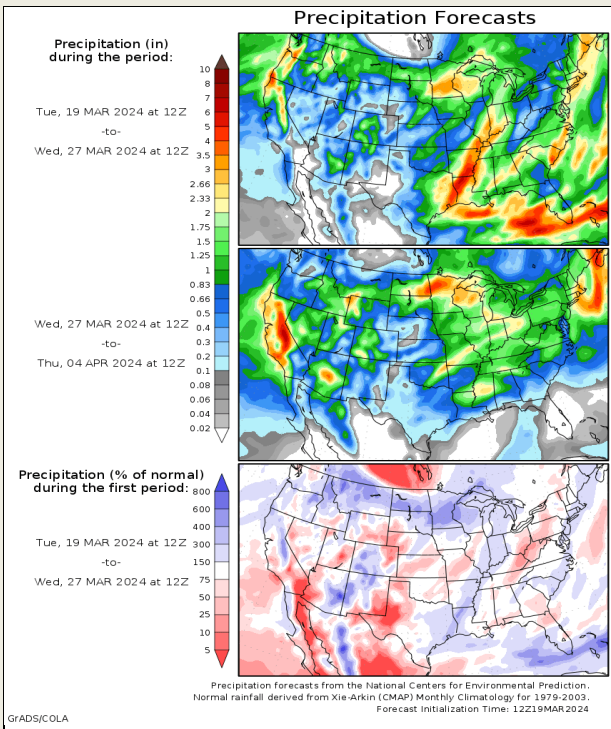 Precipitation Forecasts
Precipitation (in)
during the period:
Tue, 19 MAR 2024 at 12Z
-to-
Wed, 27 MAR 2024 at 12Z
10
8
7
6
5
4
3.5
3
2.66
2.33
2
1.75
1.5
1.25
1
0.83
0.66
0.5
0.4
0.3
0.2
0.1
0.08
0.06
0.04
0.02
Wed, 27 MAR 2024 at 12Z
-to-
Thu, 04 APR 2024 at 12Z
Precipitation (% of normal)
during the first period:
Tue, 19 MAR 2024 at 12Z
-to-
Wed, 27 MAR 2024 at 12Z
800
600
400
300
150
75
50
25
10
5
Precipitation forecasts from the National Centers for Environmental Prediction.
Normal rainfall derived from Xie-Arkin (CMAP) Monthly Climatology for 1979-2003.
Forecast Initialization Time: 12Z19MAR2024
GrADS/COLA